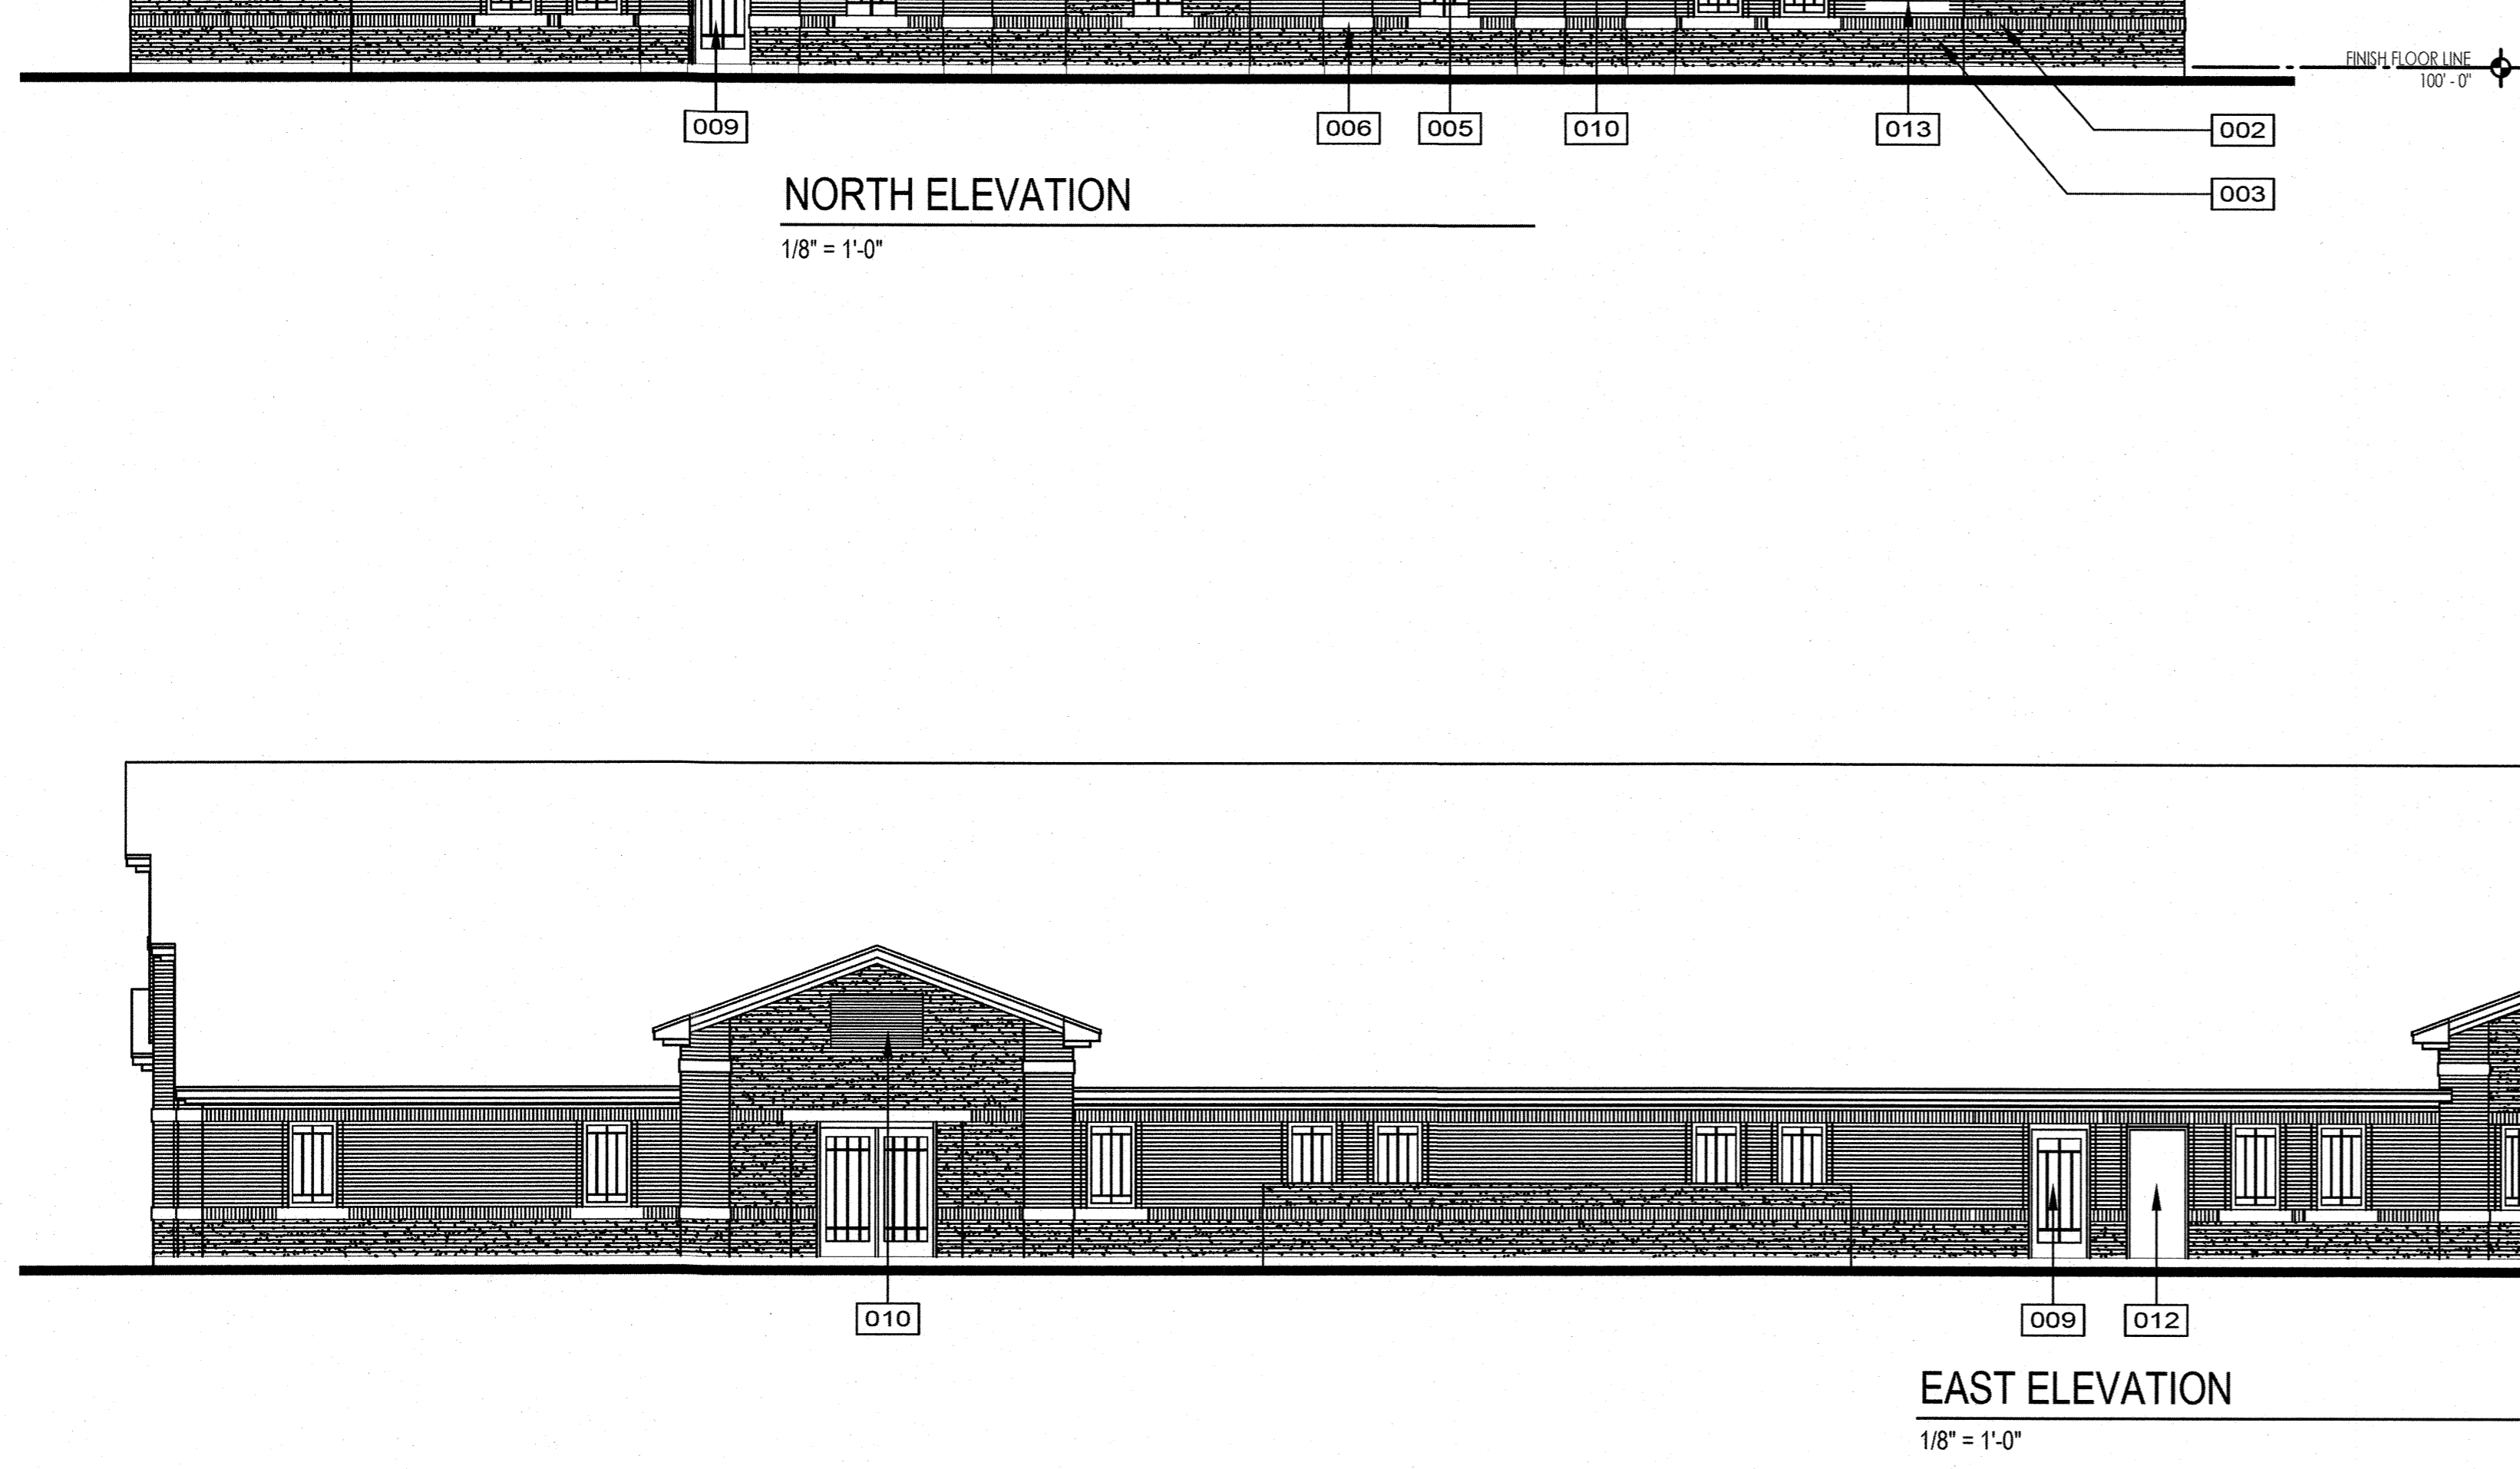 FINISH FLOOR LINE
100' - 0"
009
006
005
010
013
002
003
NORTH ELEVATION
1/8" = 1'-0"
010
009
012
EAST ELEVATION
1/8" = 1'-0"